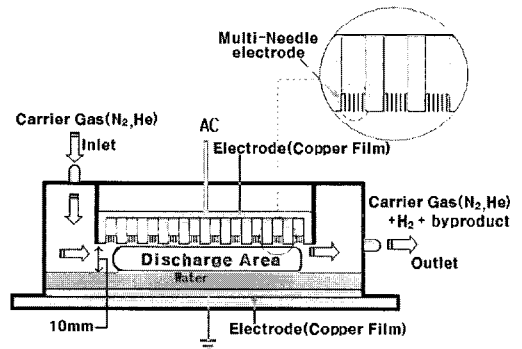 Multi-Needle
electrode
Carrier Gas(N₂,He)
Inlet
AC
Electrode(Copper Film)
Carrier Gas(N₂,He)
+H₂ + byproduct
Outlet
Discharge Area
Water
10mm
Electrode(Copper Film)